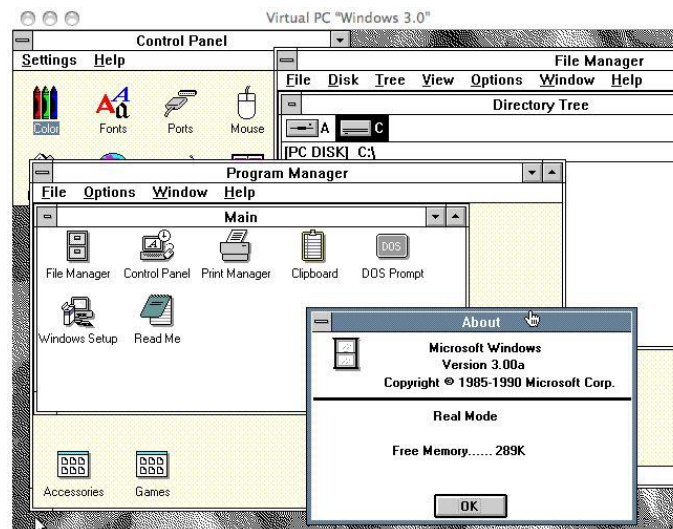 Virtual PC "Windows 3.0"
Control Panel
Settings Help
Color Fonts Ports Mouse
File Manager
File Disk Tree View Options Window Help
Directory Tree
A C
[PC DISK] C:\
Program Manager
File Options Window Help
Main
File Manager Control Panel Print Manager Clipboard DOS Prompt
DOS
Windows Setup Read Me
Accessories Games
About
Microsoft Windows
Version 3.00a
Copyright © 1985-1990 Microsoft Corp.
Real Mode
Free Memory...... 289K
OK